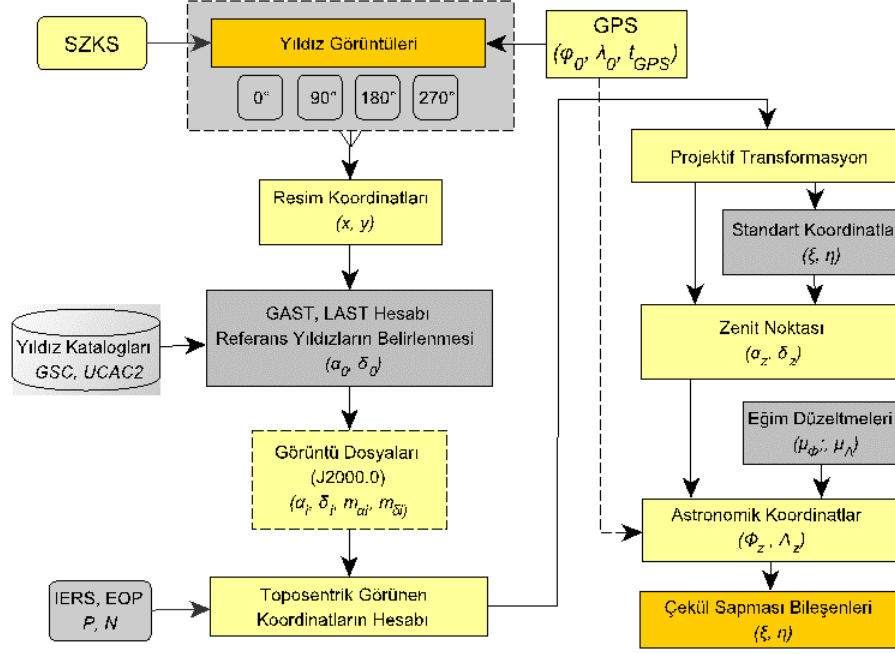 SZKS
Yıldız Görüntüleri
0° 90° 180° 270°
GPS
(φ0, λ0, tGPS)
Resim Koordinatları
(x, y)
Projektif Transformasyon
Standart Koordinatla
(ξ, η)
Yıldız Katalogları
GSC, UCAC2
GAST, LAST Hesabı
Referans Yıldızların Belirlenmesi
(α0, δ0)
Zenit Noktası
(αz, δz)
Görüntü Dosyaları
(J2000.0)
(αi, δi, mαi, mδi)
Eğim Düzeltmeleri
(μΦ;, μΛ)
Astronomik Koordinatlar
(Φz, Λz)
IERS, EOP
P, N
Toposentrik Görünen
Koordinatların Hesabı
Çekül Sapması Bileşenleri
(ξ, η)